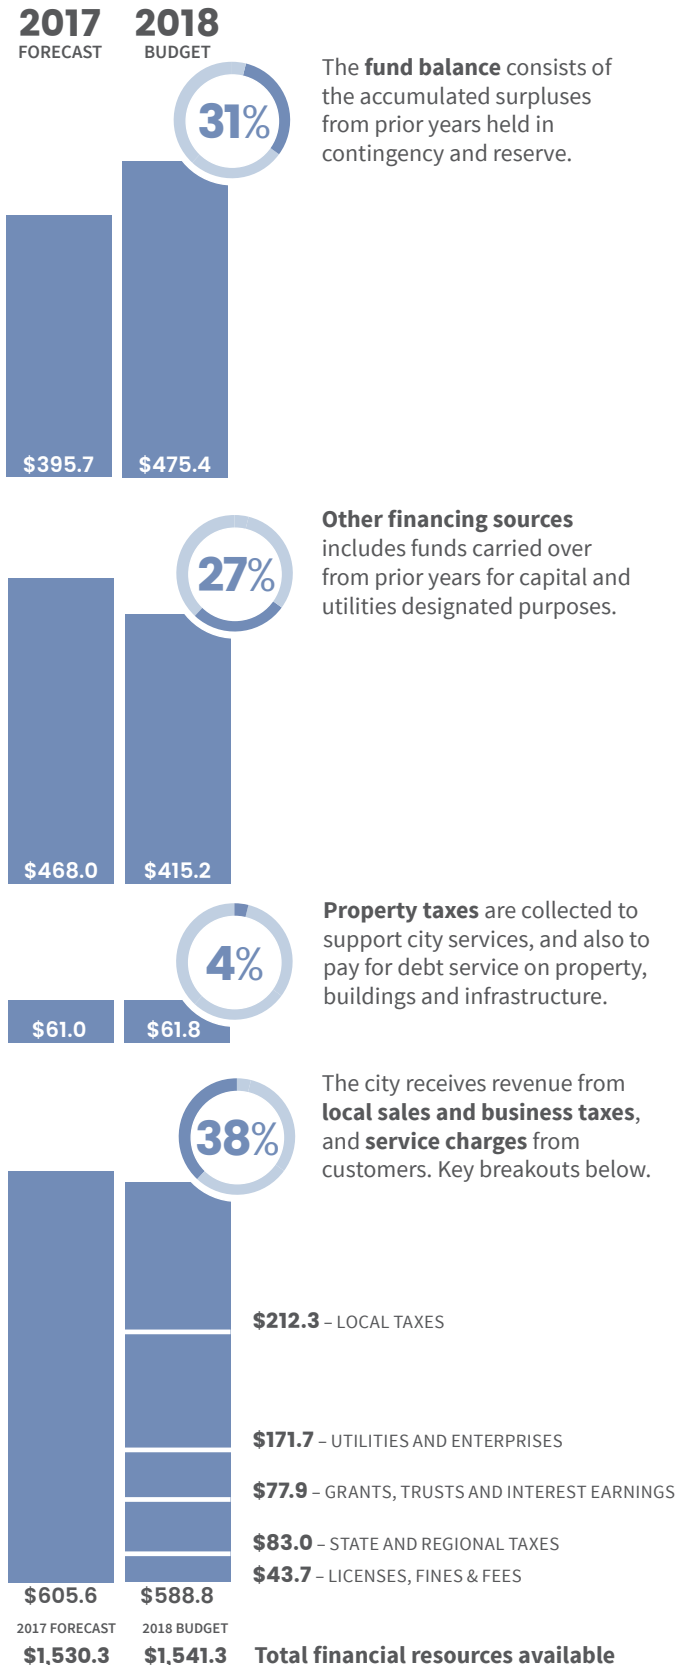 2017 2018
FORECAST BUDGET
31%
The fund balance consists of
the accumulated surpluses
from prior years held in
contingency and reserve.
$395.7 $475.4
27%
Other financing sources
includes funds carried over
from prior years for capital and
utilities designated purposes.
$468.0 $415.2
4%
Property taxes are collected to
support city services, and also to
pay for debt service on property,
buildings and infrastructure.
$61.0 $61.8
38%
The city receives revenue from
local sales and business taxes,
and service charges from
customers. Key breakouts below.
$212.3 – LOCAL TAXES
$171.7 – UTILITIES AND ENTERPRISES
$77.9 – GRANTS, TRUSTS AND INTEREST EARNINGS
$83.0 – STATE AND REGIONAL TAXES
$43.7 – LICENSES, FINES & FEES
$605.6 $588.8
2017 FORECAST 2018 BUDGET
$1,530.3 $1,541.3 Total financial resources available